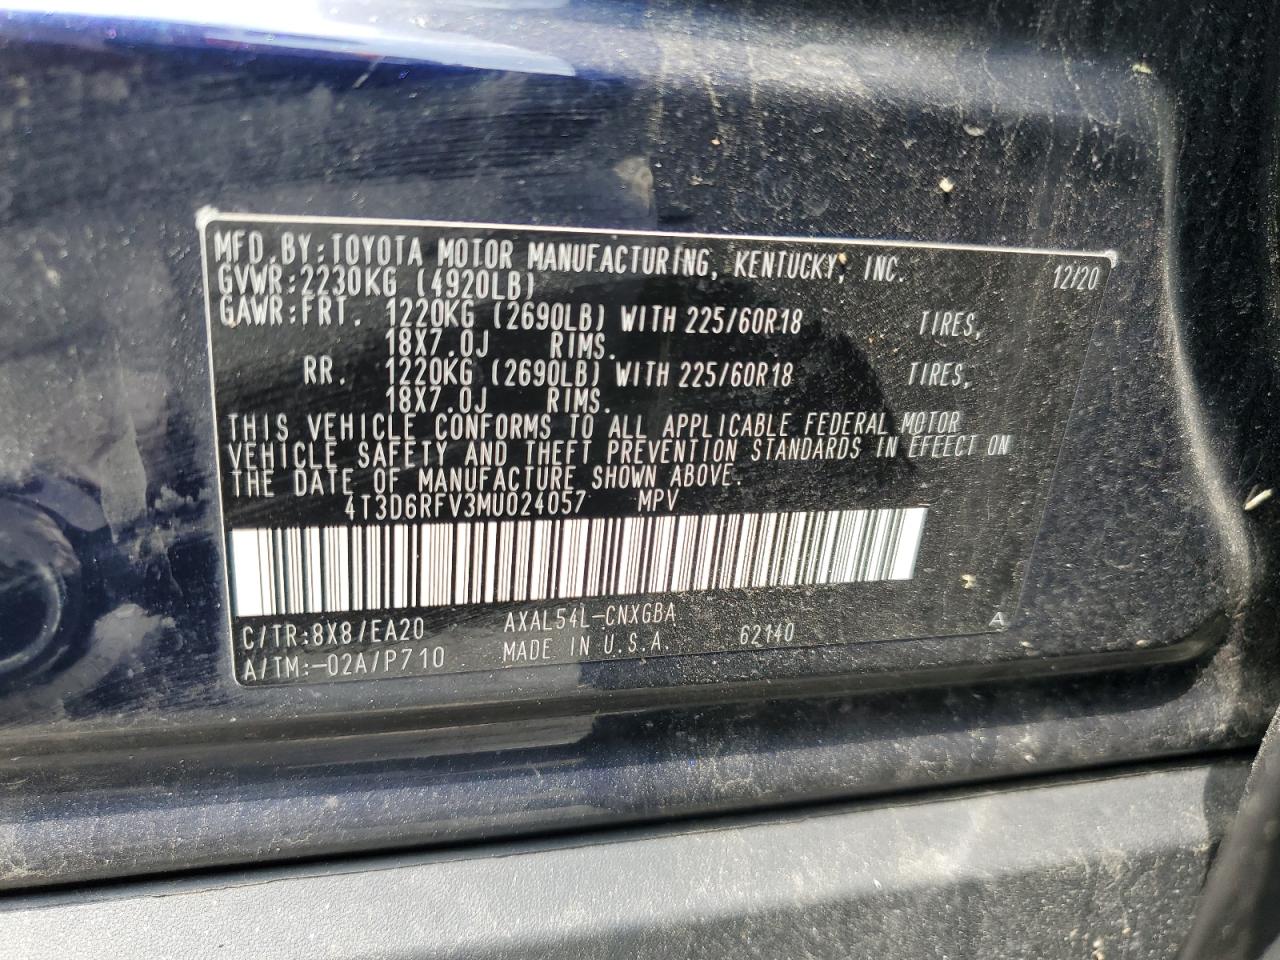 MFD.BY:TOYOTA MOTOR MANUFACTURING, KENTUCKY, INC. 12/20
GVWR:2230KG (4920LB)
GAWR:FRT. 1220KG (2690LB) WITH 225/60R18 TIRES,
18X7.0J RIMS.
RR. 1220KG (2690LB) WITH 225/60R18 TIRES,
18X7.0J RIMS.
THIS VEHICLE CONFORMS TO ALL APPLICABLE FEDERAL MOTOR
VEHICLE SAFETY AND THEFT PREVENTION STANDARDS IN EFFECT ON
THE DATE OF MANUFACTURE SHOWN ABOVE.
4T3D6RFV3MU024057 MPV
C/TR:8X8/EA20 AXAL54L-CNXGBA
A/TM:-02A/P710 MADE IN U.S.A. 62140 A